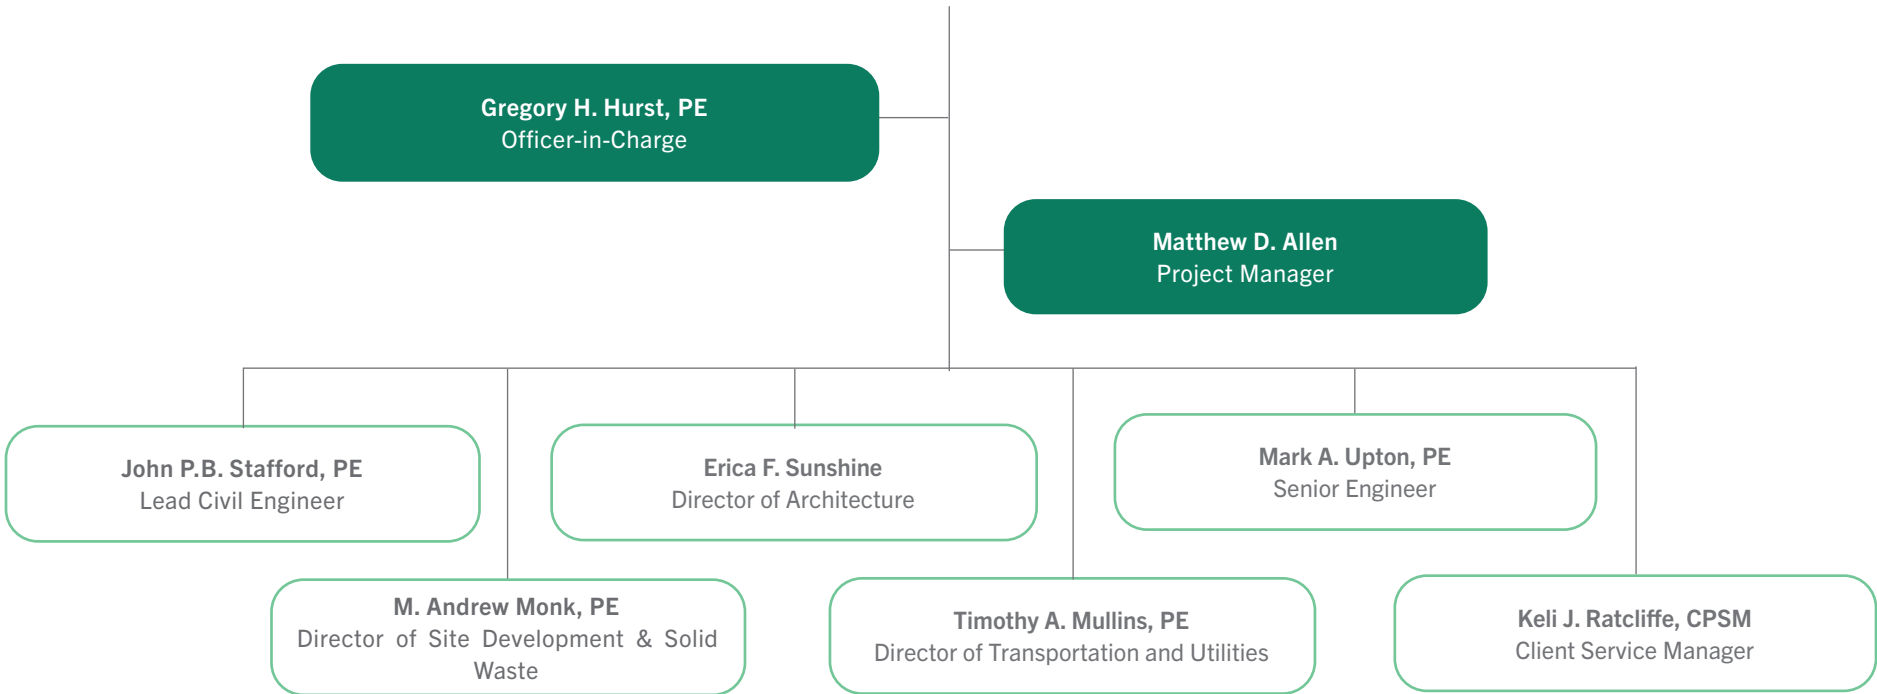 Gregory H. Hurst, PE
Officer-in-Charge
Matthew D. Allen
Project Manager
John P.B. Stafford, PE
Lead Civil Engineer
Erica F. Sunshine
Director of Architecture
Mark A. Upton, PE
Senior Engineer
M. Andrew Monk, PE
Director of Site Development & Solid
Waste
Timothy A. Mullins, PE
Director of Transportation and Utilities
Keli J. Ratcliffe, CPSM
Client Service Manager